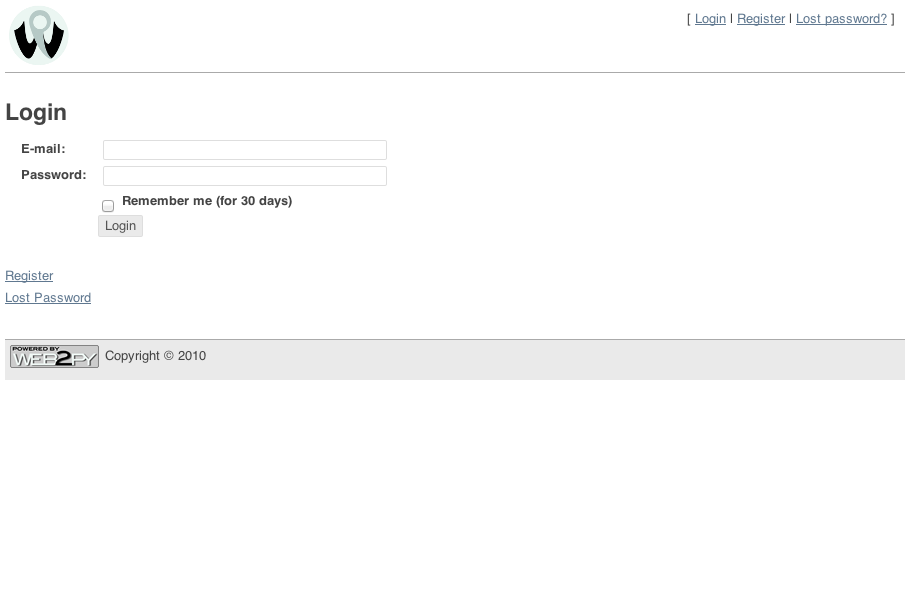 [ Login | Register | Lost password? ]
Login
E-mail:
Password:
Remember me (for 30 days)
Login
Register
Lost Password
POWERED BY
WEB2PY
Copyright © 2010